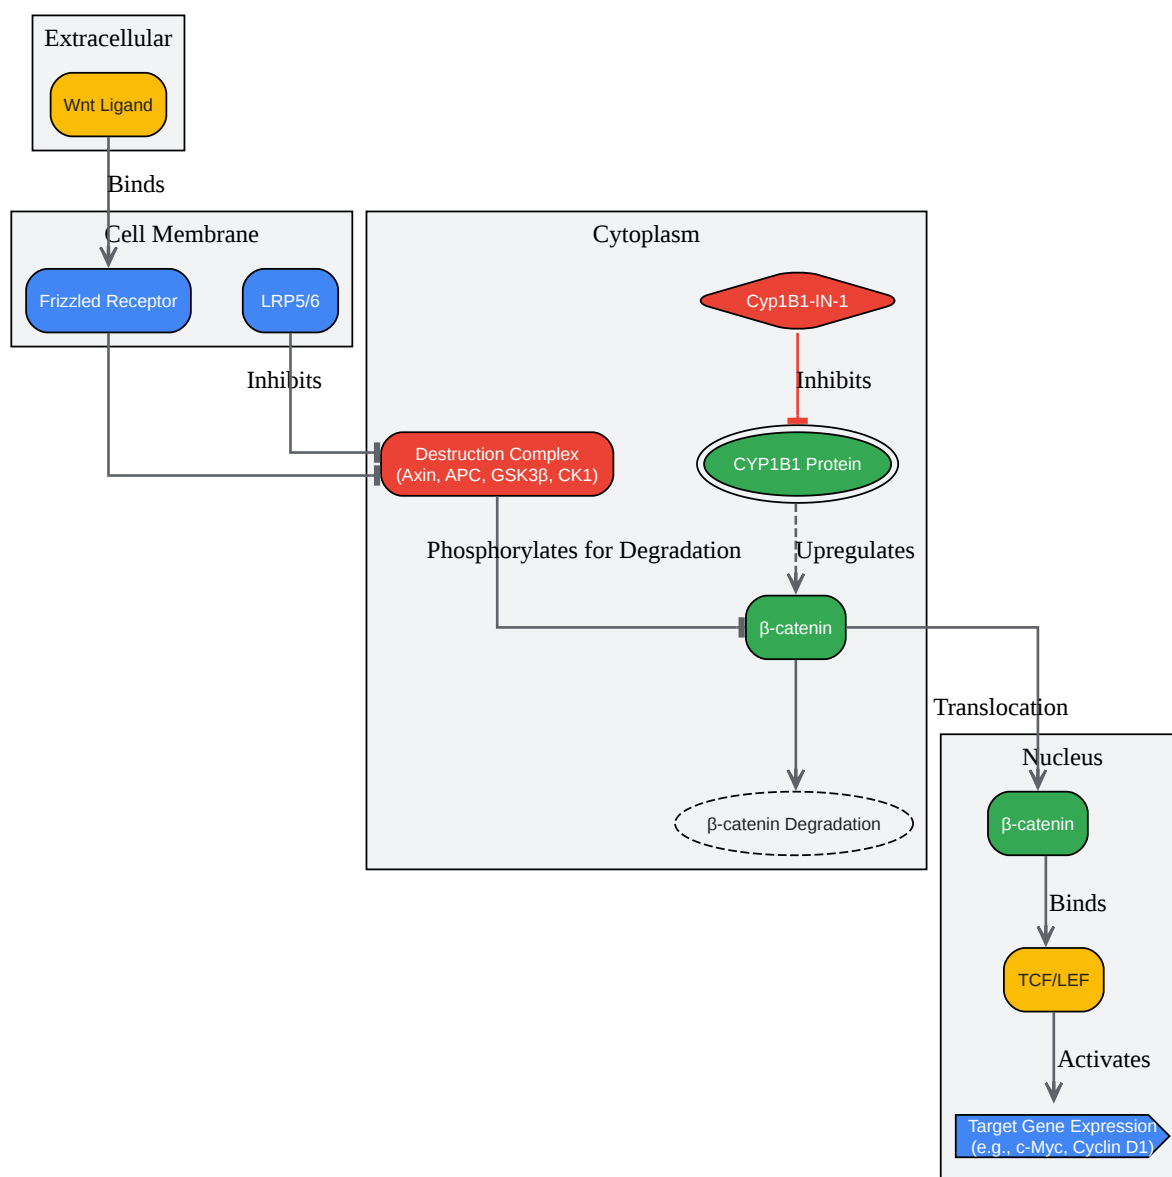 Extracellular
Wnt Ligand
Binds
Cell Membrane
Cytoplasm
Frizzled Receptor
LRP5/6
Cyp1B1-IN-1
Inhibits
Inhibits
Destruction Complex
(Axin, APC, GSK3β, CK1)
CYP1B1 Protein
Phosphorylates for Degradation
Upregulates
β-catenin
Translocation
Nucleus
β-catenin Degradation
β-catenin
Binds
TCF/LEF
Activates
Target Gene Expression
(e.g., c-Myc, Cyclin D1)